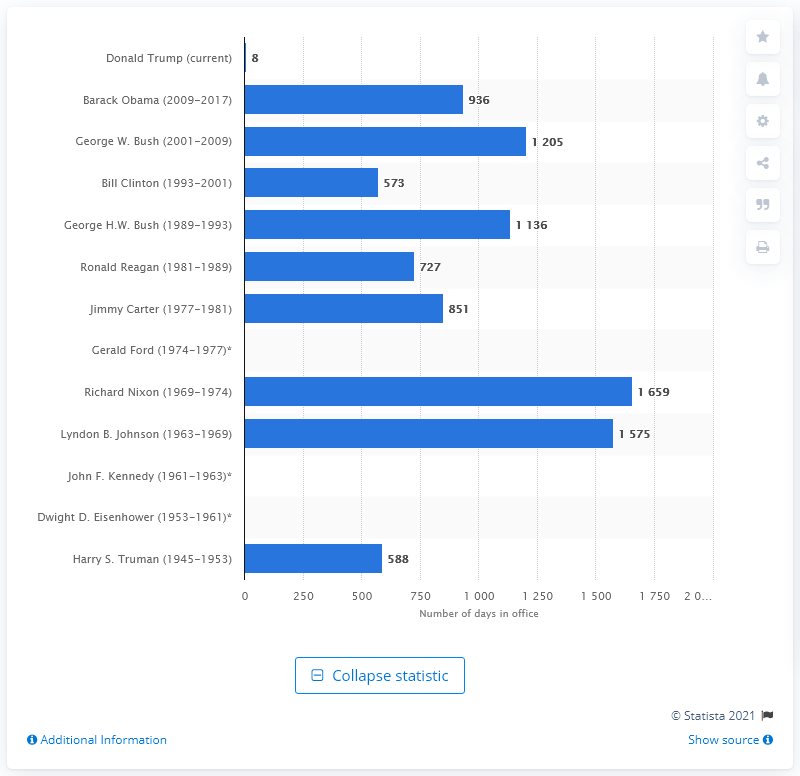 Donald Trump (current) 8
Barack Obama (2009-2017) 936
George W. Bush (2001-2009) 1 205
Bill Clinton (1993-2001) 573
George H.W. Bush (1989-1993) 1 136
Ronald Reagan (1981-1989) 727
Jimmy Carter (1977-1981) 851
Gerald Ford (1974-1977)*
Richard Nixon (1969-1974) 1 659
Lyndon B. Johnson (1963-1969) 1 575
John F. Kennedy (1961-1963)*
Dwight D. Eisenhower (1953-1961)*
Harry S. Truman (1945-1953) 588
0 250 500 750 1 000 1 250 1 500 1 750 2 0...
Number of days in office
Collapse statistic
© Statista 2021
Additional Information Show source